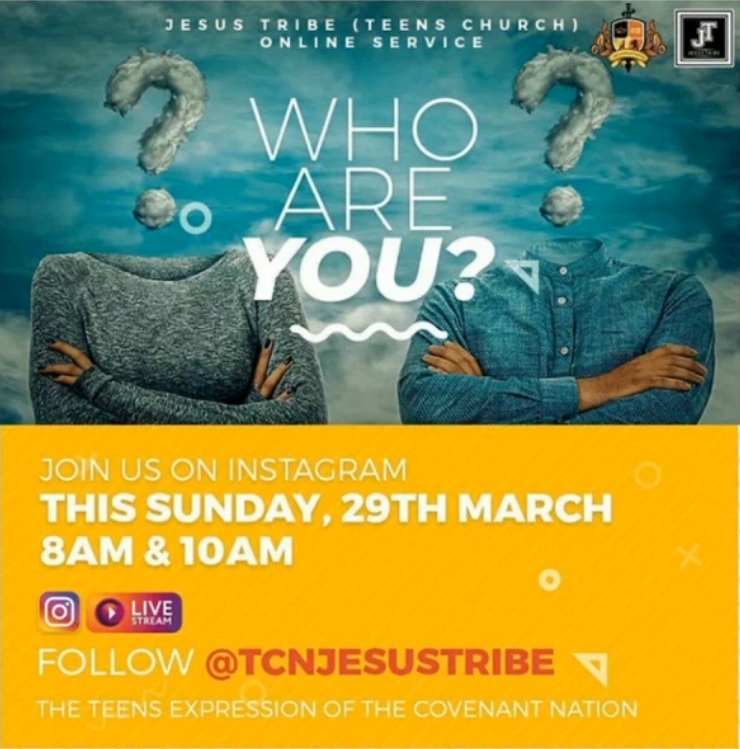 JESUS TRIBE (TEENS CHURCH)
ONLINE SERVICE
JT
WHO
ARE
YOU?
JOIN US ON INSTAGRAM
THIS SUNDAY, 29TH MARCH
8AM & 10AM
LIVE
STREAM
FOLLOW @TCNJESUSTRIBE
THE TEENS EXPRESSION OF THE COVENANT NATION